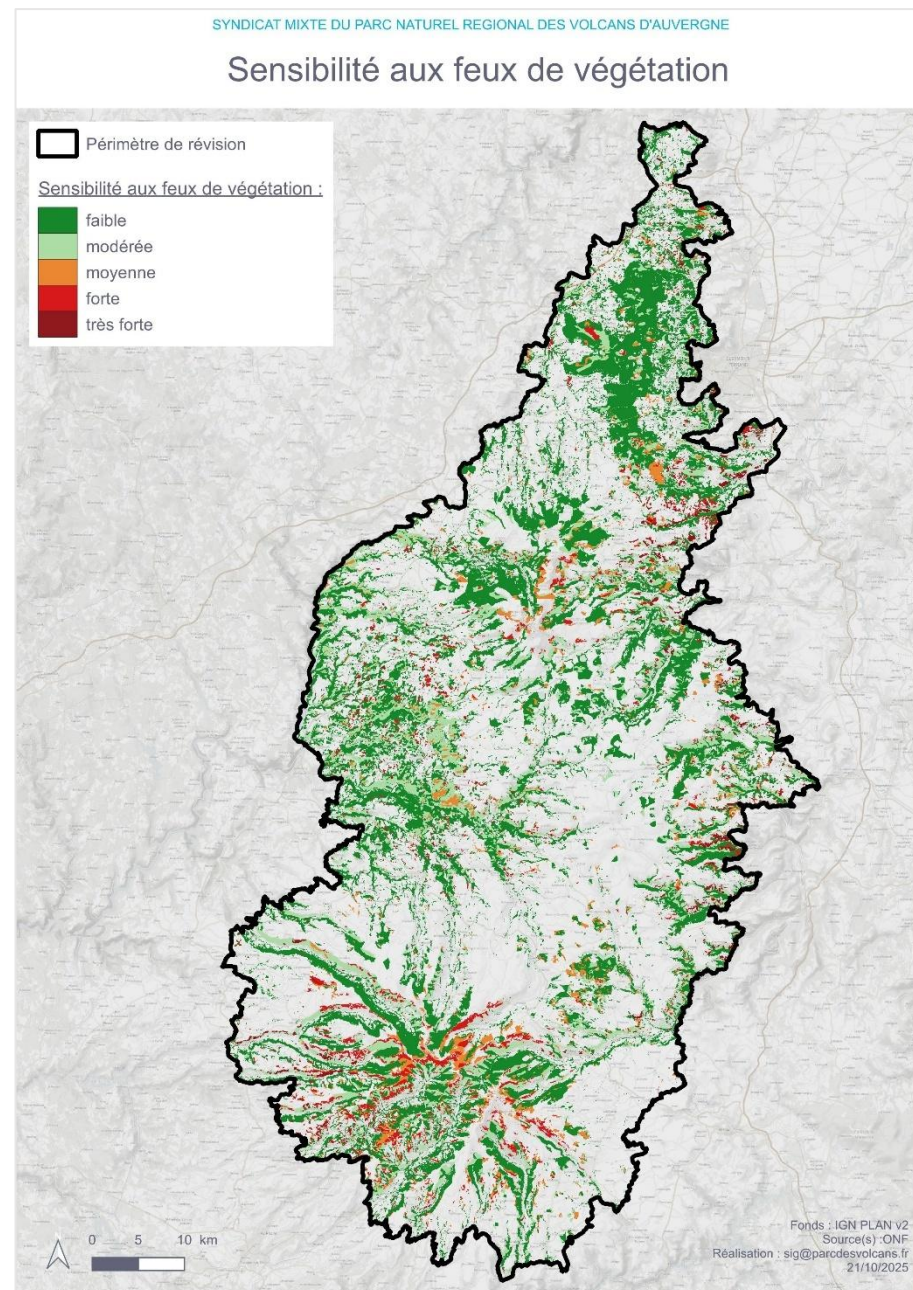 SYNDICAT MIXTE DU PARC NATUREL REGIONAL DES VOLCANS D'AUVERGNE
Sensibilité aux feux de végétation
Périmètre de révision
Sensibilité aux feux de végétation :
faible
modérée
moyenne
forte
très forte
0 5 10 km
Fonds : IGN PLAN v2
Source(s) :ONF
Réalisation : sig@parcdesvolcans.fr
21/10/2025